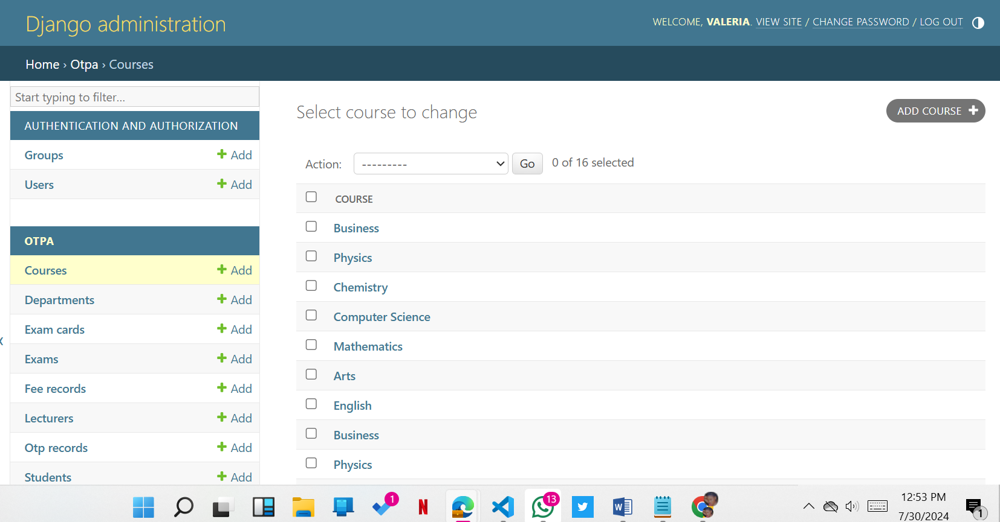 Django administration
WELCOME, VALERIA. VIEW SITE / CHANGE PASSWORD / LOG OUT
Home › Otpa › Courses
Start typing to filter...
AUTHENTICATION AND AUTHORIZATION
Groups + Add
Users + Add
OTPA
Courses + Add
Departments + Add
Exam cards + Add
Exams + Add
Fee records + Add
Lecturers + Add
Otp records + Add
Students + Add
Select course to change
ADD COURSE +
Action: --------- Go 0 of 16 selected
COURSE
Business
Physics
Chemistry
Computer Science
Mathematics
Arts
English
Business
Physics
1
N
13
W
12:53 PM
7/30/2024
1